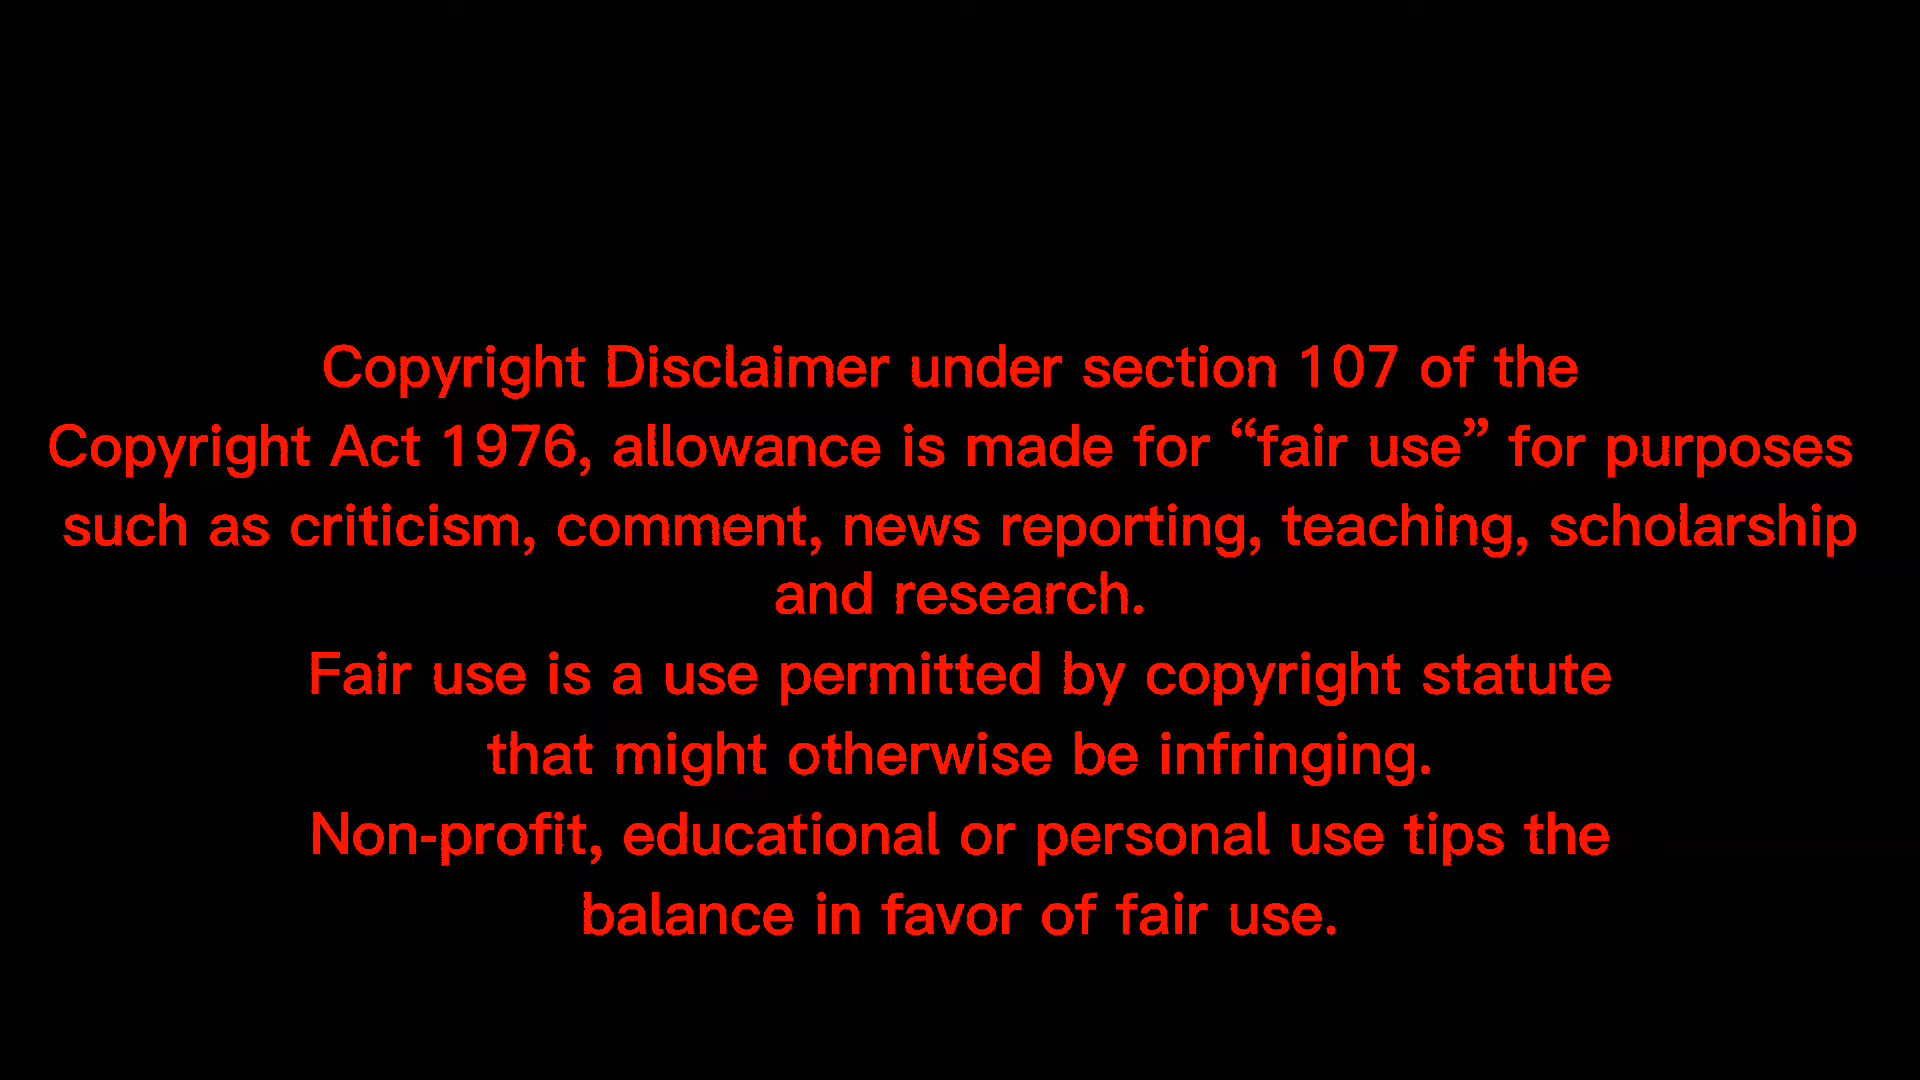 Copyright Disclaimer under section 107 of the
Copyright Act 1976, allowance is made for “fair use” for purposes
such as criticism, comment, news reporting, teaching, scholarship
and research.
Fair use is a use permitted by copyright statute
that might otherwise be infringing.
Non-profit, educational or personal use tips the
balance in favor of fair use.